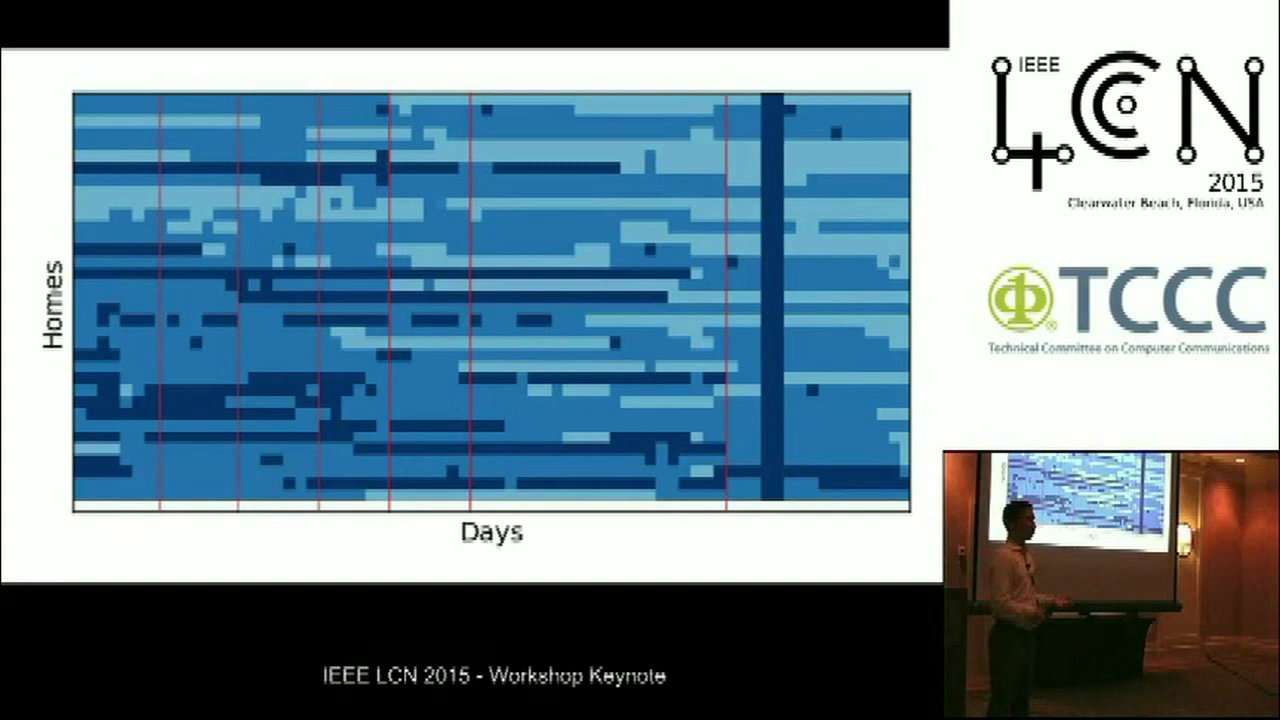 Homes
Days
IEEE
LCN
2015
Clearwater Beach, Florida, USA
TCCC
Technical Committee on Computer Communications
IEEE LCN 2015 - Workshop Keynote